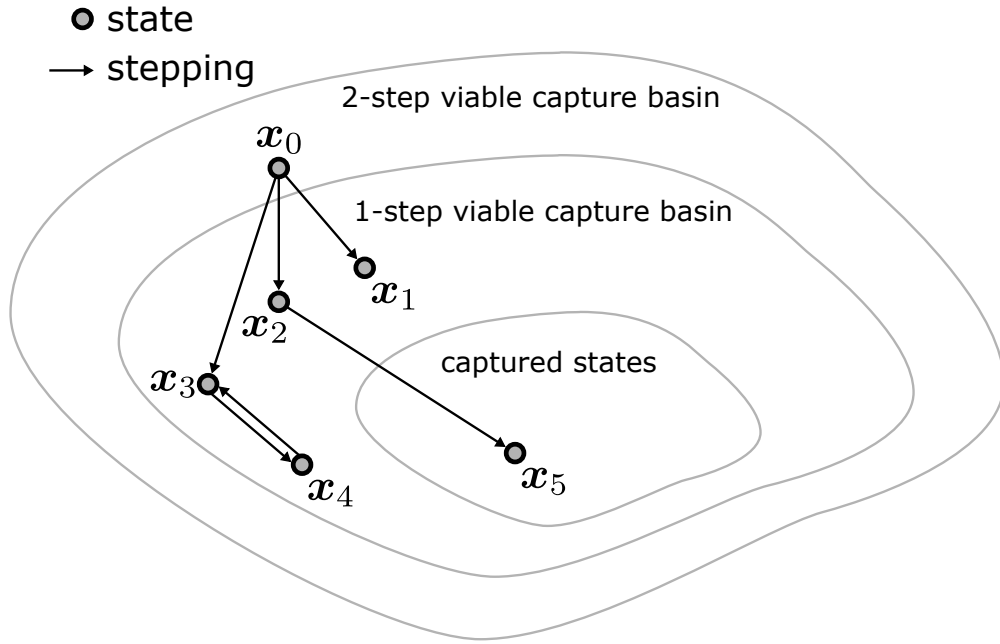 state
stepping
2-step viable capture basin
x₀
1-step viable capture basin
x₁
x₂
captured states
x₃
x₄
x₅